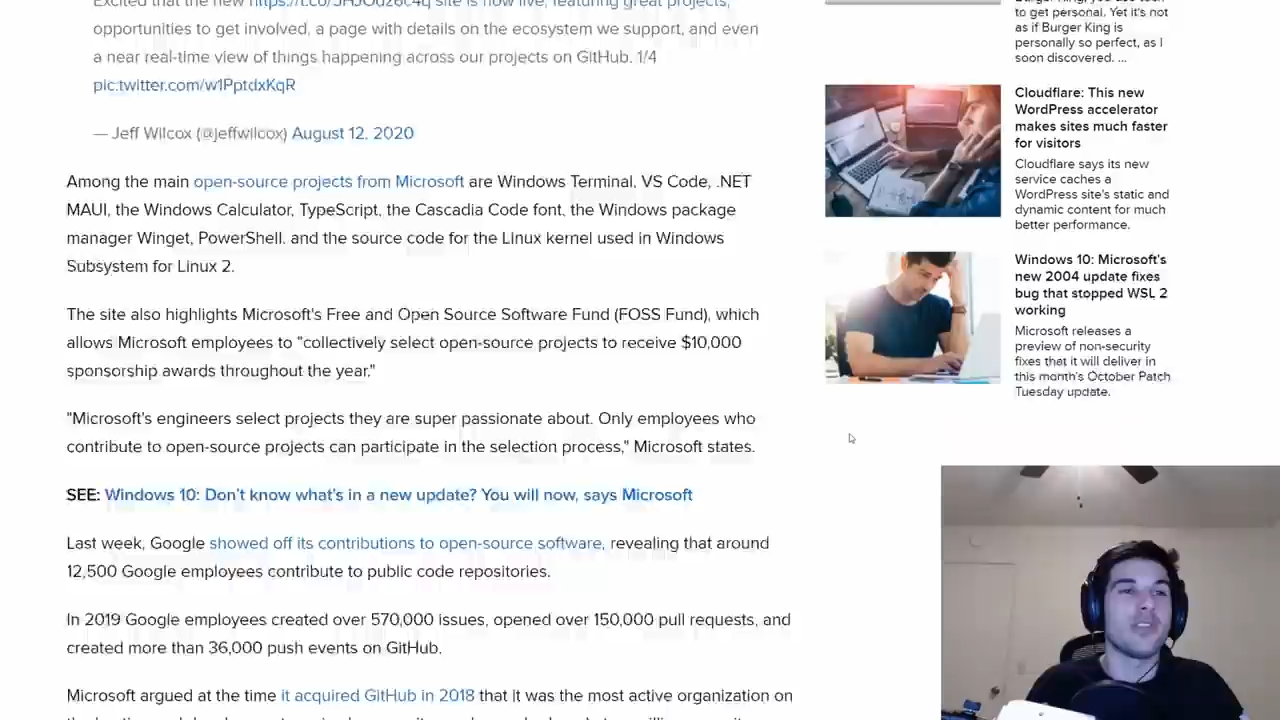 Excited that the new site is now live, featuring great projects,
opportunities to get involved, a page with details on the ecosystem we support, and even
a near real-time view of things happening across our projects on GitHub. 1/4
pic.twitter.com/w1PptdxKqR
— Jeff Wilcox (@jeffwilcox) August 12, 2020
Among the main open-source projects from Microsoft are Windows Terminal, VS Code, .NET
MAUI, the Windows Calculator, TypeScript, the Cascadia Code font, the Windows package
manager Winget, PowerShell. and the source code for the Linux kernel used in Windows
Subsystem for Linux 2.
The site also highlights Microsoft's Free and Open Source Software Fund (FOSS Fund), which
allows Microsoft employees to "collectively select open-source projects to receive $10,000
sponsorship awards throughout the year."
"Microsoft's engineers select projects they are super passionate about. Only employees who
contribute to open-source projects can participate in the selection process," Microsoft states.
SEE: Windows 10: Don't know what's in a new update? You will now, says Microsoft
Last week, Google showed off its contributions to open-source software, revealing that around
12,500 Google employees contribute to public code repositories.
In 2019 Google employees created over 570,000 issues, opened over 150,000 pull requests, and
created more than 36,000 push events on GitHub.
Microsoft argued at the time it acquired GitHub in 2018 that it was the most active organization on
to get personal. Yet it's not
as if Burger King is
personally so perfect, as I
soon discovered. ...
Cloudflare: This new
WordPress accelerator
makes sites much faster
for visitors
Cloudflare says its new
service caches a
WordPress site's static and
dynamic content for much
better performance.
Windows 10: Microsoft's
new 2004 update fixes
bug that stopped WSL 2
working
Microsoft releases a
preview of non-security
fixes that it will deliver in
this month's October Patch
Tuesday update.